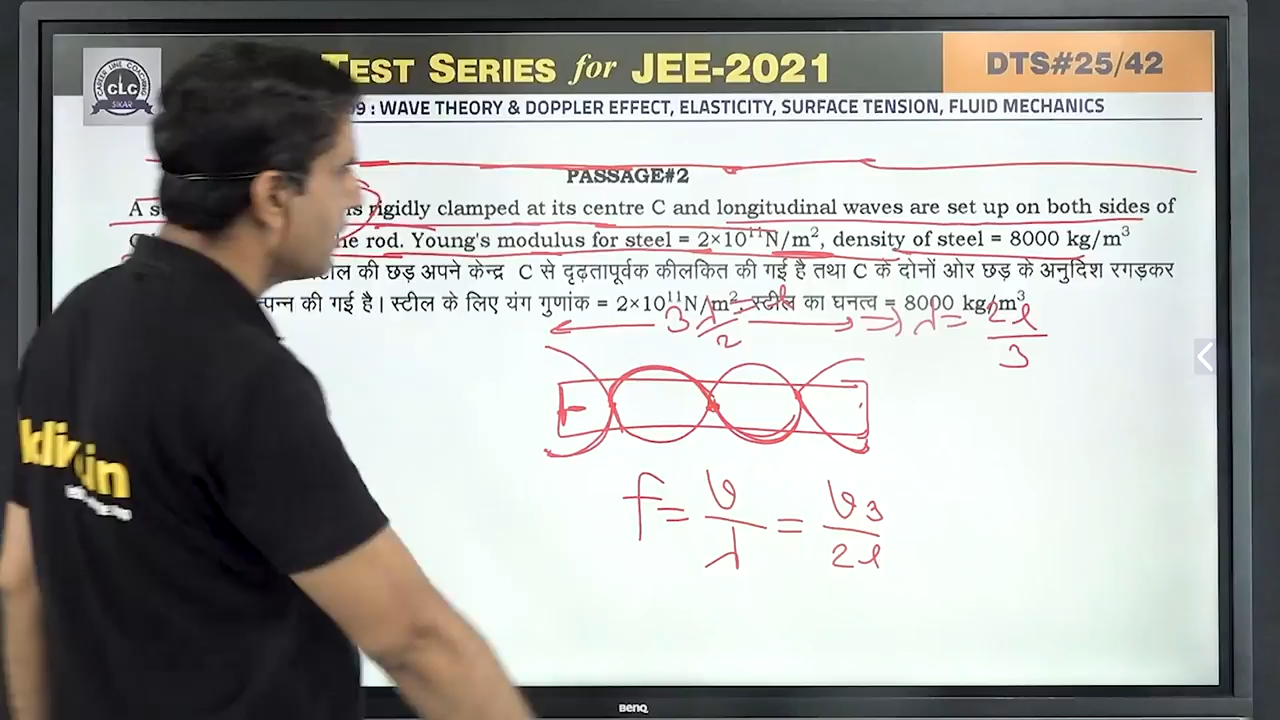 TEST SERIES for JEE-2021
DTS#25/42
CLC
SIKAR
09 : WAVE THEORY & DOPPLER EFFECT, ELASTICITY, SURFACE TENSION, FLUID MECHANICS
PASSAGE#2
A s is rigidly clamped at its centre C and longitudinal waves are set up on both sides of
C he rod. Young's modulus for steel = 2×10¹¹N/m², density of steel = 8000 kg/m³
की छड़ अपने केन्द्र C से दृढ़तापूर्वक कीलकित की गई है तथा C के दोनों ओर छड़ के अनुदिश रगड़कर
की गई है। स्टील के लिए यंग गुणांक = 2×10¹¹N/m², स्टील का घनत्व = 8000 kg/m³
3 λ/2 = l ⇒ λ = 2l/3
f = v/λ = v3/2l
BenQ